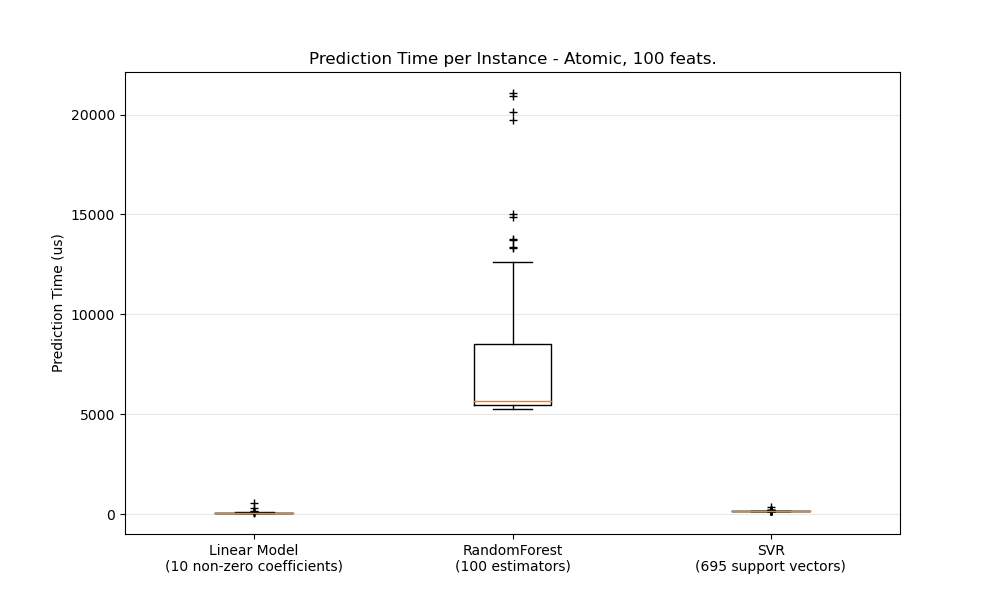 Prediction Time per Instance - Atomic, 100 feats.
Prediction Time (us)
20000
15000
10000
5000
0
Linear Model
(10 non-zero coefficients)
RandomForest
(100 estimators)
SVR
(695 support vectors)